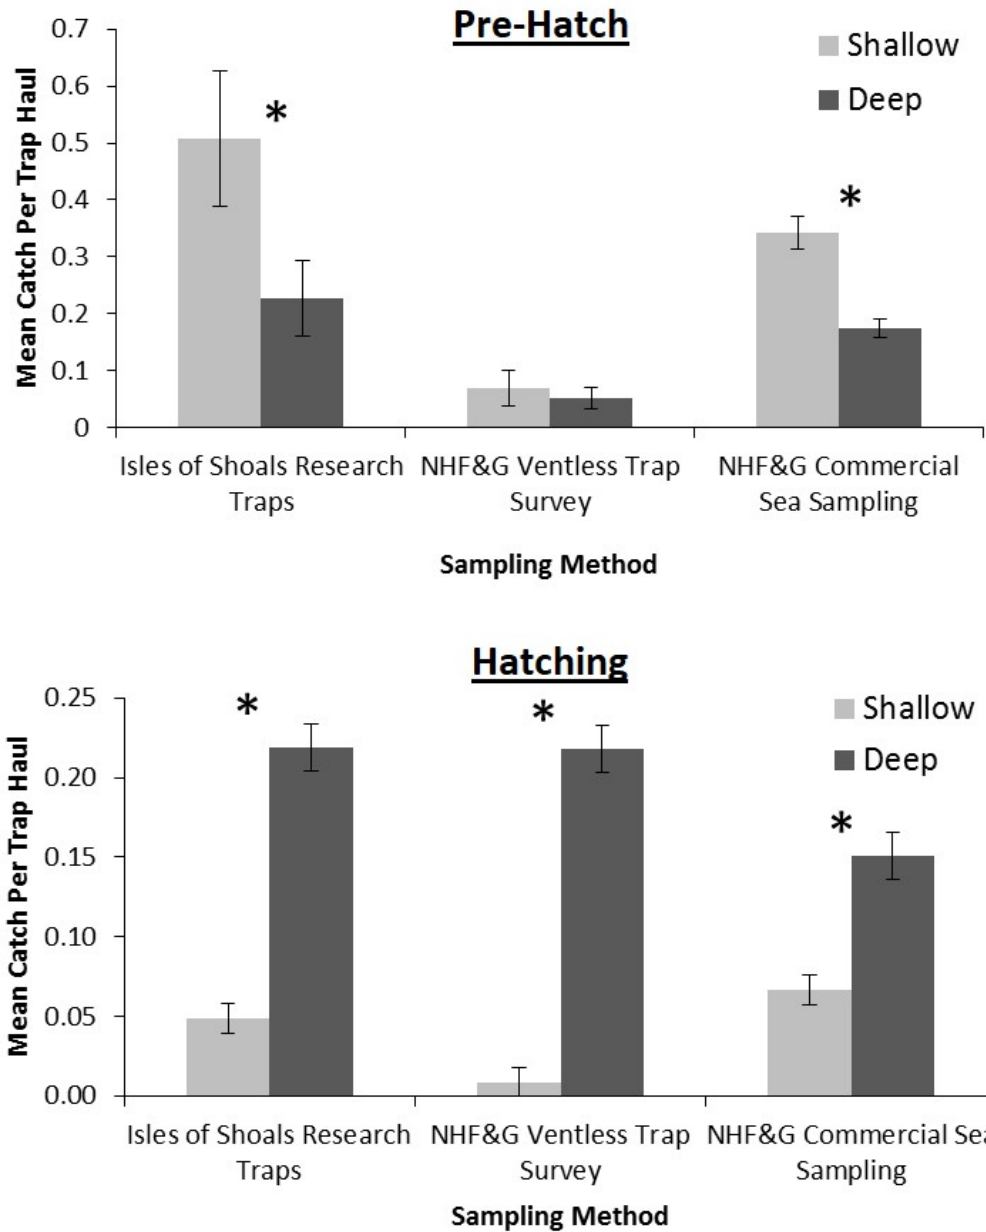 Pre-Hatch
Shallow
Deep
Mean Catch Per Trap Haul
0.7
0.6
0.5
0.4
0.3
0.2
0.1
0
*
*
Isles of Shoals Research
Traps
NHF&G Ventless Trap
Survey
NHF&G Commercial
Sea Sampling
Sampling Method
Hatching
Shallow
Deep
Mean Catch Per Trap Haul
0.25
0.20
0.15
0.10
0.05
0.00
*
*
*
Isles of Shoals Research
Traps
NHF&G Ventless Trap
Survey
NHF&G Commercial Sea
Sampling
Sampling Method